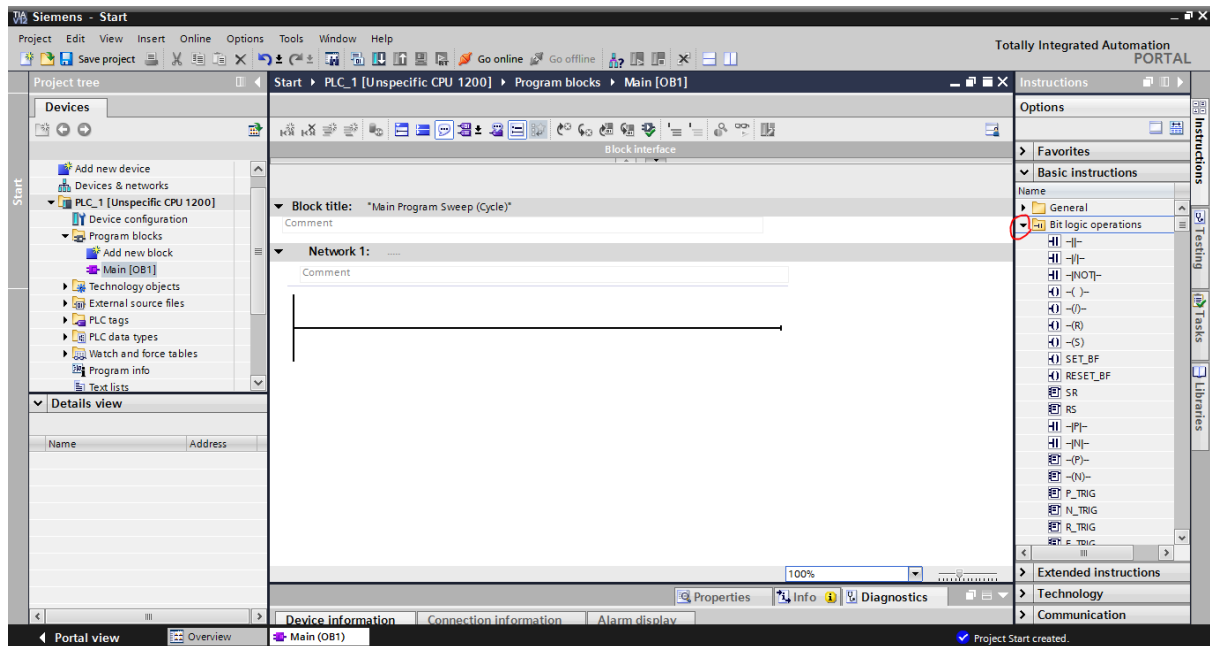 Siemens - Start
Project Edit View Insert Online Options Tools Window Help
Totally Integrated Automation
PORTAL
Save project
Go online
Go offline
Project tree
Start PLC_1 [Unspecific CPU 1200] Program blocks Main [OB1]
Instructions
Devices
Options
Block interface
Start
Add new device
Devices & networks
PLC_1 [Unspecific CPU 1200]
Device configuration
Program blocks
Add new block
Main [OB1]
Technology objects
External source files
PLC tags
PLC data types
Watch and force tables
Program info
Text lists
Details view
Name Address
Block title: "Main Program Sweep (Cycle)"
Comment
Network 1: .....
Comment
100%
Properties Info Diagnostics
Device information Connection information Alarm display
Favorites
Basic instructions
Name
General
Bit logic operations
-||-
-|/|-
-|NOT|-
-( )-
-(/)-
-(R)
-(S)
SET_BF
RESET_BF
SR
RS
-|P|-
-|N|-
-(P)-
-(N)-
P_TRIG
N_TRIG
R_TRIG
F_TRIG
Extended instructions
Technology
Communication
Instructions
Testing
Tasks
Libraries
Portal view Overview Main (OB1) Project Start created.